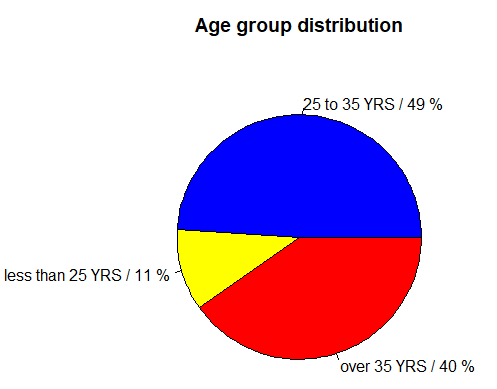 Age group distribution
25 to 35 YRS / 49 %
less than 25 YRS / 11 %
over 35 YRS / 40 %